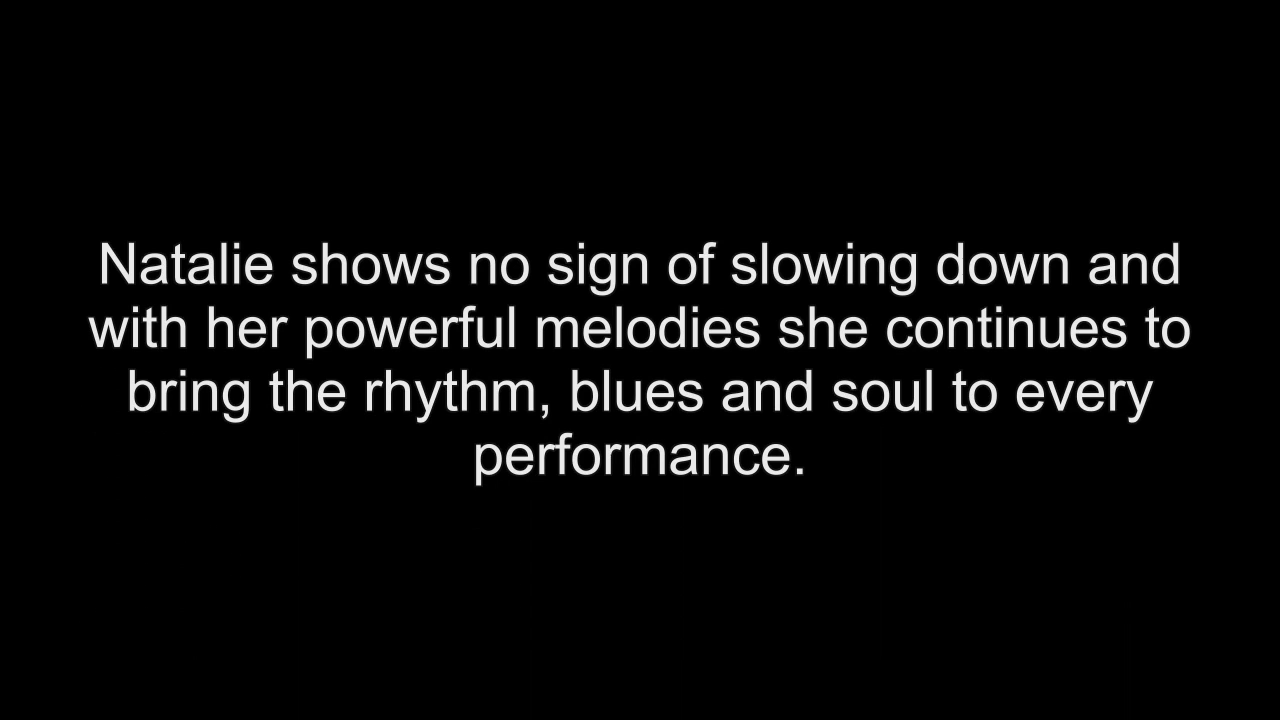 Natalie shows no sign of slowing down and
with her powerful melodies she continues to
bring the rhythm, blues and soul to every
performance.